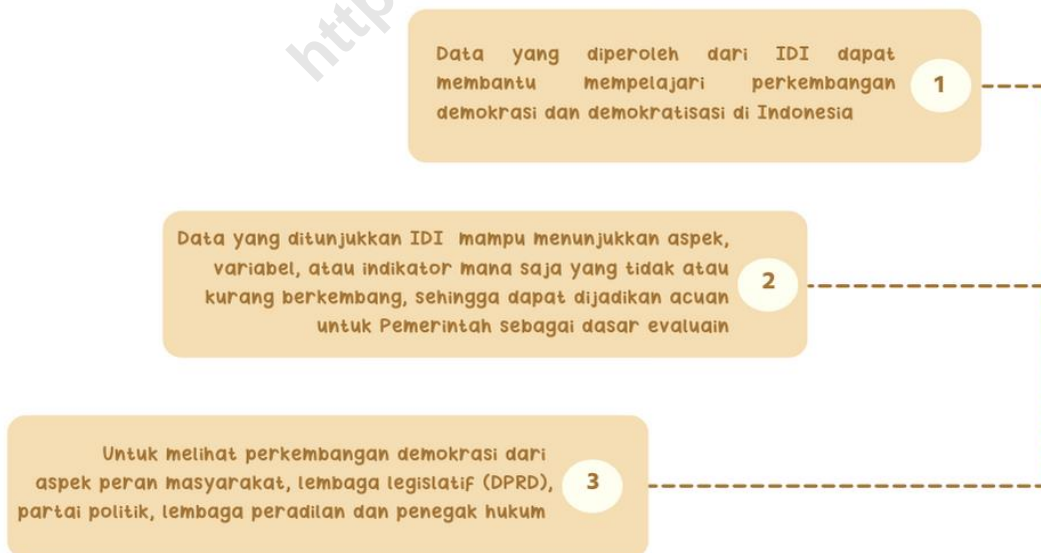 http
Data yang diperoleh dari IDI dapat
membantu mempelajari perkembangan
demokrasi dan demokratisasi di Indonesia
1
Data yang ditunjukkan IDI mampu menunjukkan aspek,
variabel, atau indikator mana saja yang tidak atau
kurang berkembang, sehingga dapat dijadikan acuan
untuk Pemerintah sebagai dasar evaluain
2
Untuk melihat perkembangan demokrasi dari
aspek peran masyarakat, lembaga legislatif (DPRD),
partai politik, lembaga peradilan dan penegak hukum
3